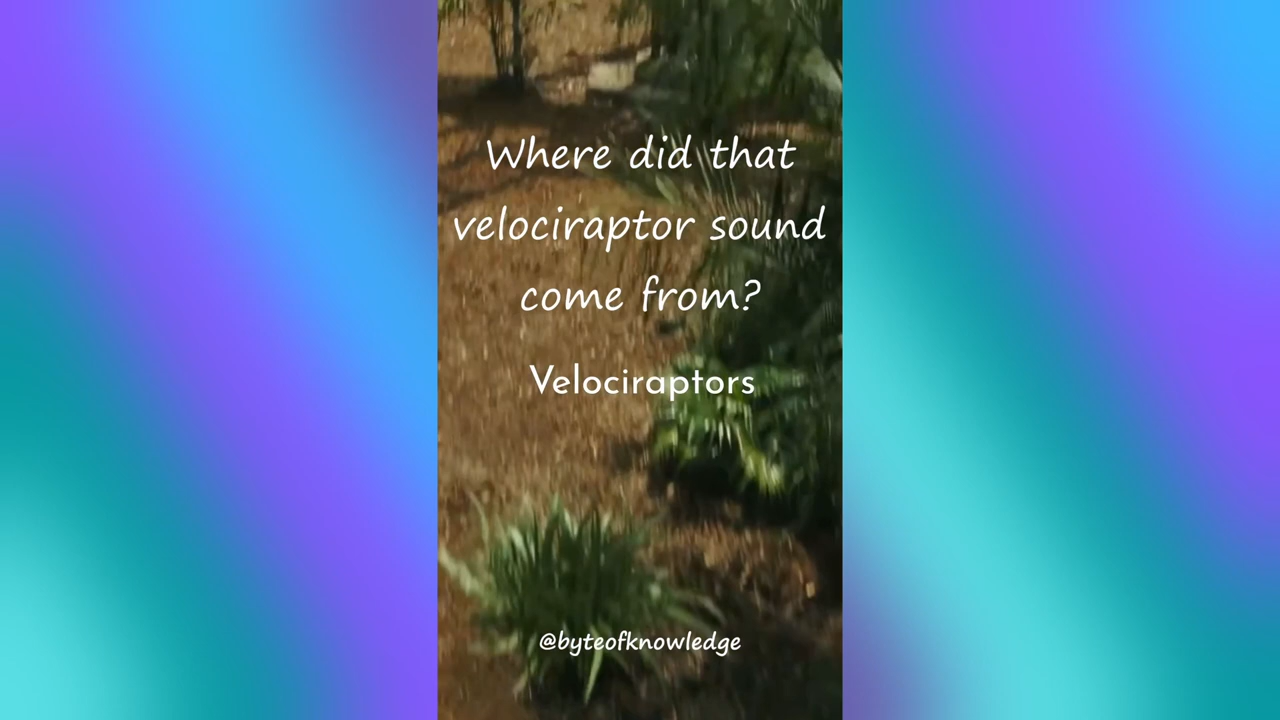 Where did that
velociraptor sound
come from?
Velociraptors
@byteofknowledge